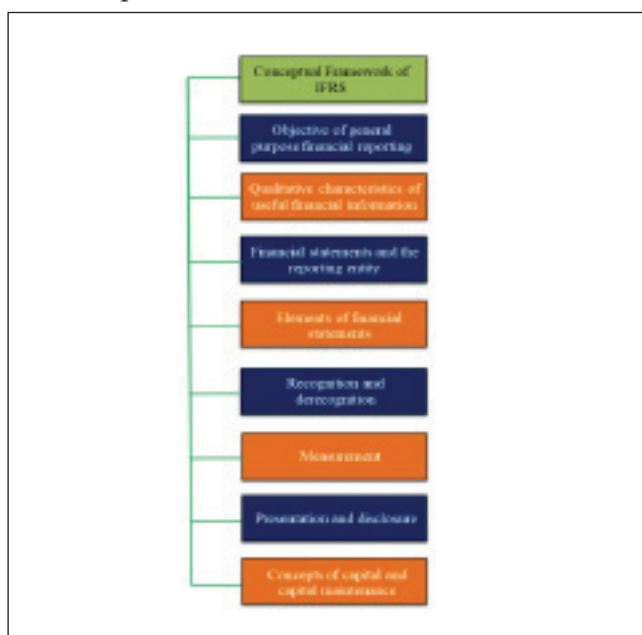 Conceptual Framework of
IFRS
Objective of general
purpose financial reporting
Qualitative characteristics of
useful financial information
Financial statements and the
reporting entity
Elements of financial
statements
Recognition and
derecognition
Measurement
Presentation and disclosure
Concepts of capital and
capital maintenance